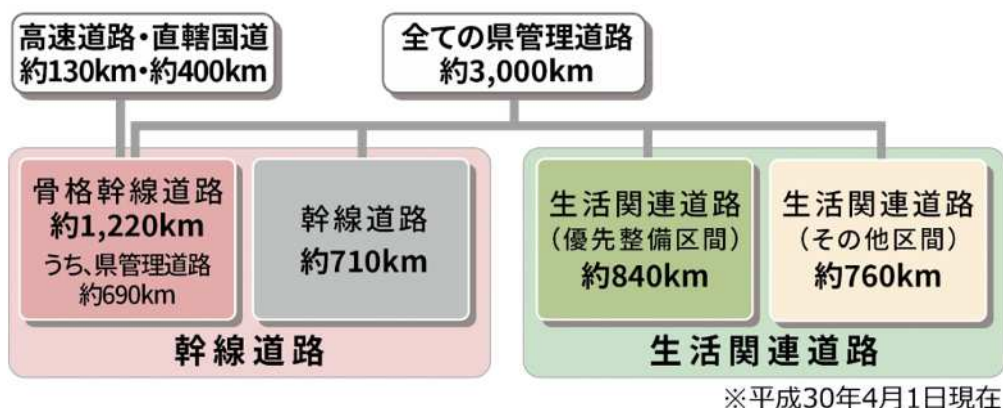 高速道路・直轄国道
約130km・約400km
全ての県管理道路
約3,000km
骨格幹線道路
約1,220km
うち、県管理道路
約690km
幹線道路
約710km
幹線道路
生活関連道路
(優先整備区間)
約840km
生活関連道路
(その他区間)
約760km
生活関連道路
※平成30年4月1日現在